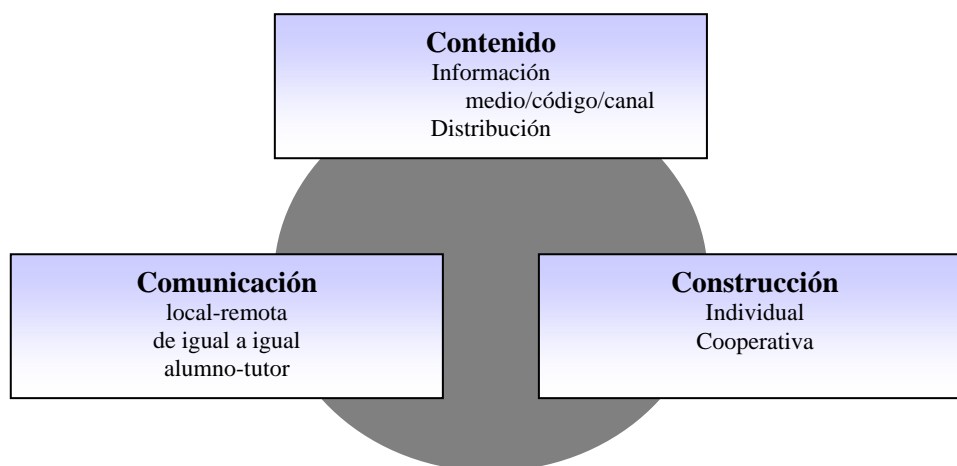 Contenido
Información
medio/código/canal
Distribución
Comunicación
local-remota
de igual a igual
alumno-tutor
Construcción
Individual
Cooperativa